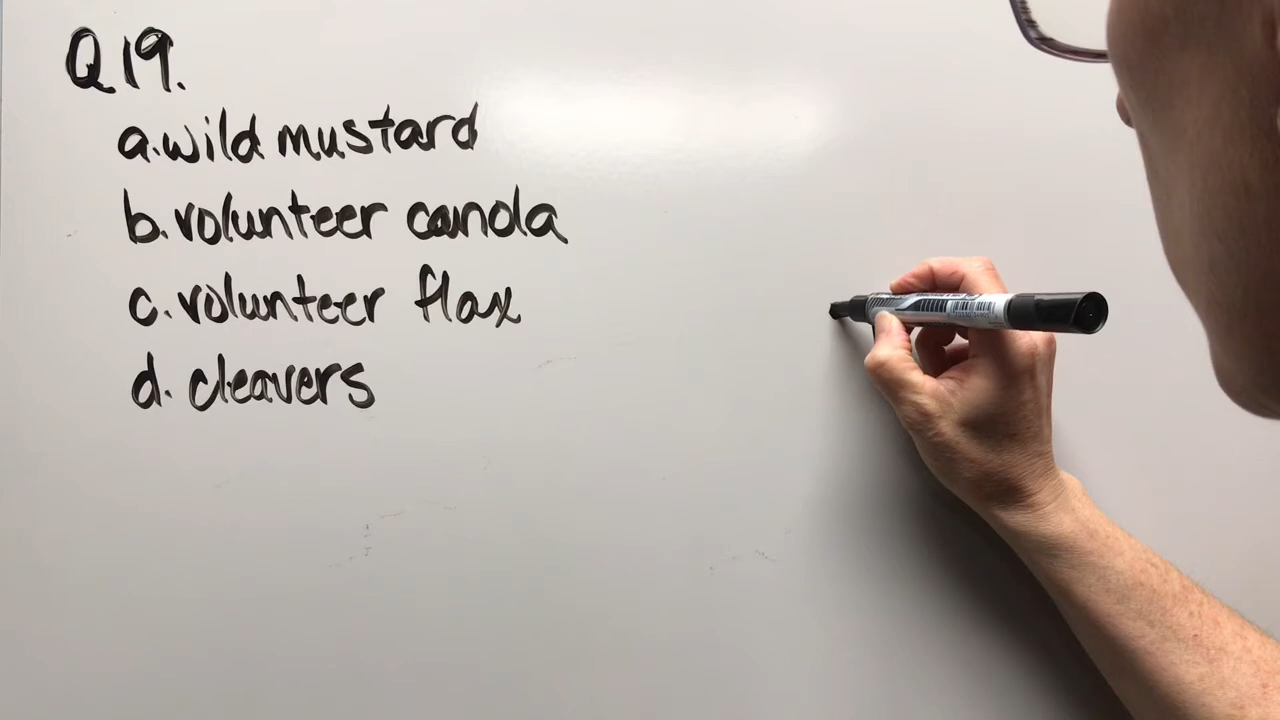 Q19.
a. wild mustard
b. volunteer canola
c. volunteer flax
d. cleavers